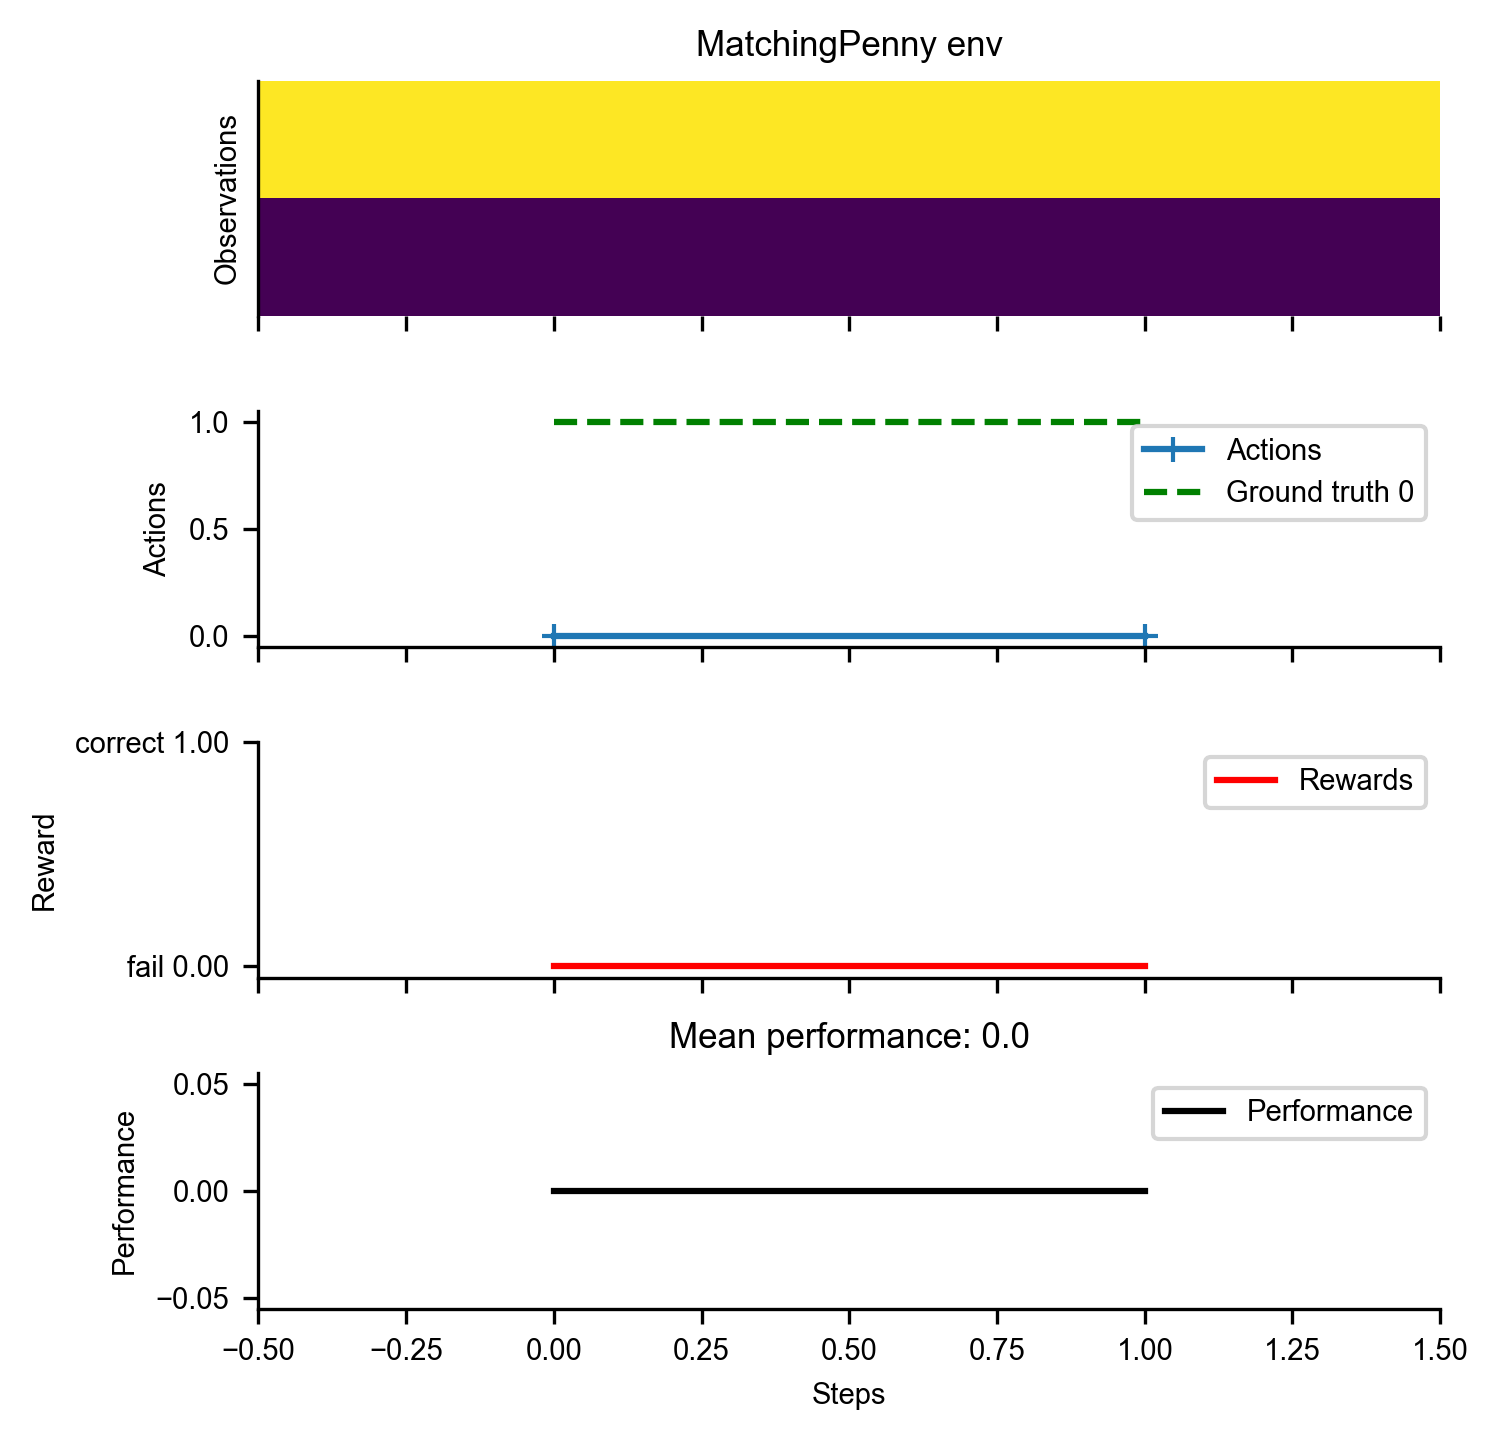 MatchingPenny env
Observations
1.0
0.5
0.0
Actions
Actions
Ground truth 0
correct 1.00
fail 0.00
Reward
Rewards
Mean performance: 0.0
0.05
0.00
−0.05
Performance
Performance
−0.50 −0.25 0.00 0.25 0.50 0.75 1.00 1.25 1.50
Steps